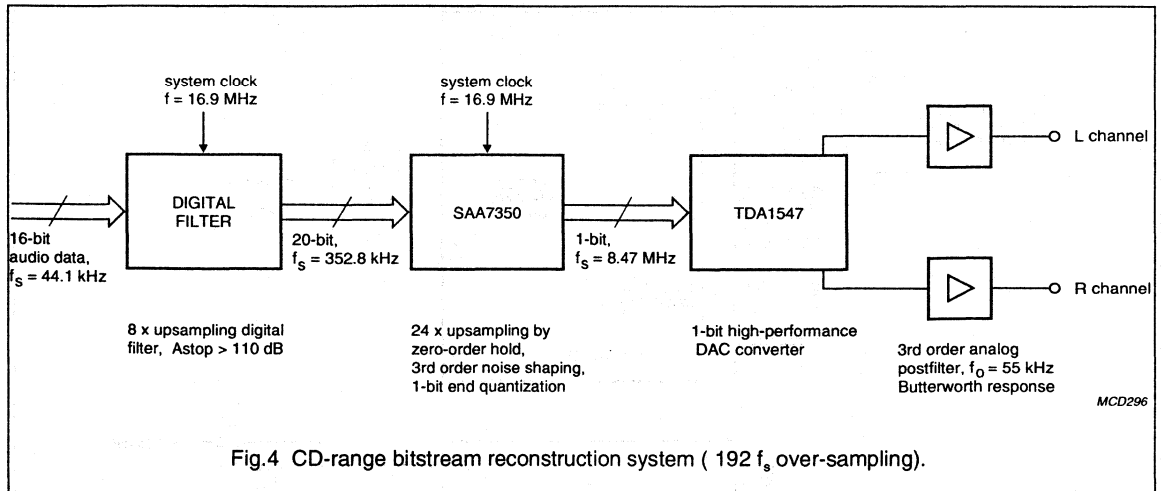 system clock
f = 16.9 MHz
system clock
f = 16.9 MHz
DIGITAL
FILTER
SAA7350
TDA1547
L channel
R channel
16-bit
audio data,
fs = 44.1 kHz
20-bit,
fs = 352.8 kHz
1-bit,
fs = 8.47 MHz
8 x upsampling digital
filter, Astop > 110 dB
24 x upsampling by
zero-order hold,
3rd order noise shaping,
1-bit end quantization
1-bit high-performance
DAC converter
3rd order analog
postfilter, fo = 55 kHz
Butterworth response
MCD296
Fig.4 CD-range bitstream reconstruction system ( 192 fs over-sampling).